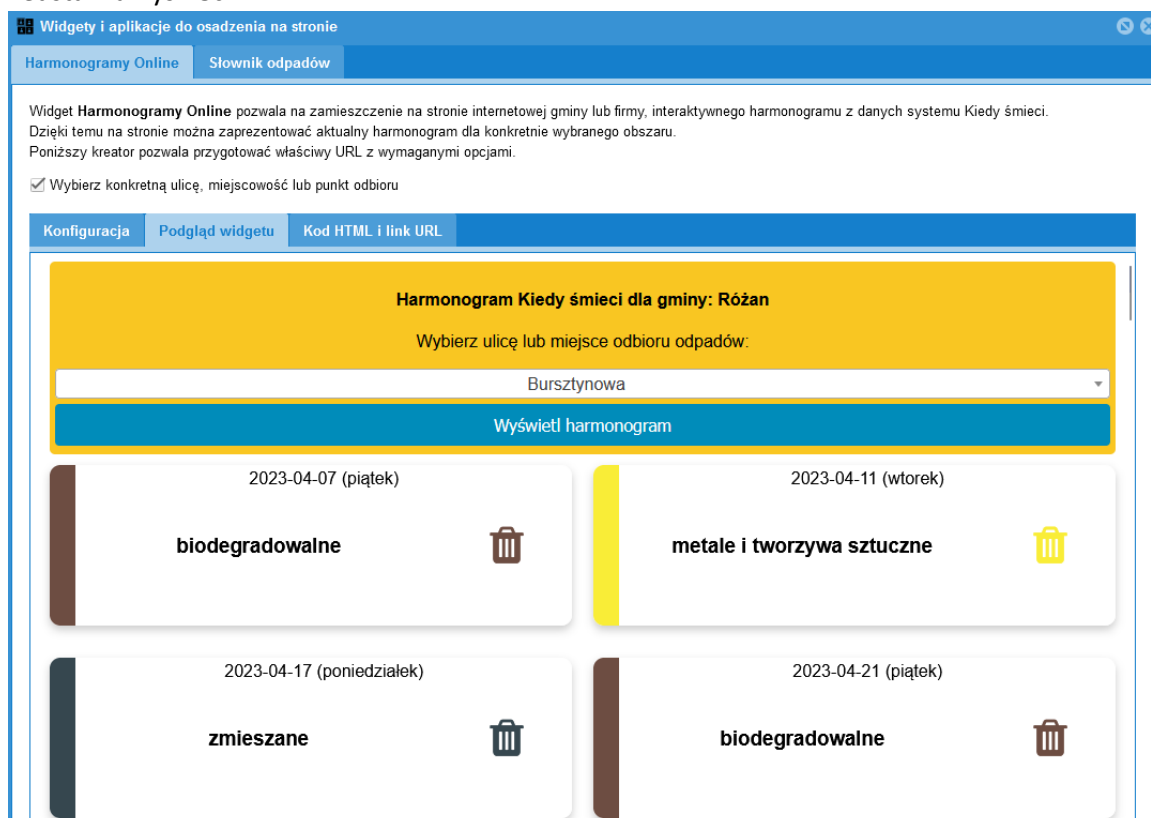 Widgety i aplikacje do osadzenia na stronie
Harmonogramy Online Słownik odpadów
Widget Harmonogramy Online pozwala na zamieszczenie na stronie internetowej gminy lub firmy, interaktywnego harmonogramu z danych systemu Kiedy śmieci.
Dzięki temu na stronie można zaprezentować aktualny harmonogram dla konkretnie wybranego obszaru.
Poniższy kreator pozwala przygotować właściwy URL z wymaganymi opcjami.
Wybierz konkretną ulicę, miejscowość lub punkt odbioru
Konfiguracja Podgląd widgetu Kod HTML i link URL
Harmonogram Kiedy śmieci dla gminy: Różan
Wybierz ulicę lub miejsce odbioru odpadów:
Bursztynowa
Wyświetl harmonogram
2023-04-07 (piątek)
biodegradowalne
2023-04-11 (wtorek)
metale i tworzywa sztuczne
2023-04-17 (poniedziałek)
zmieszane
2023-04-21 (piątek)
biodegradowalne